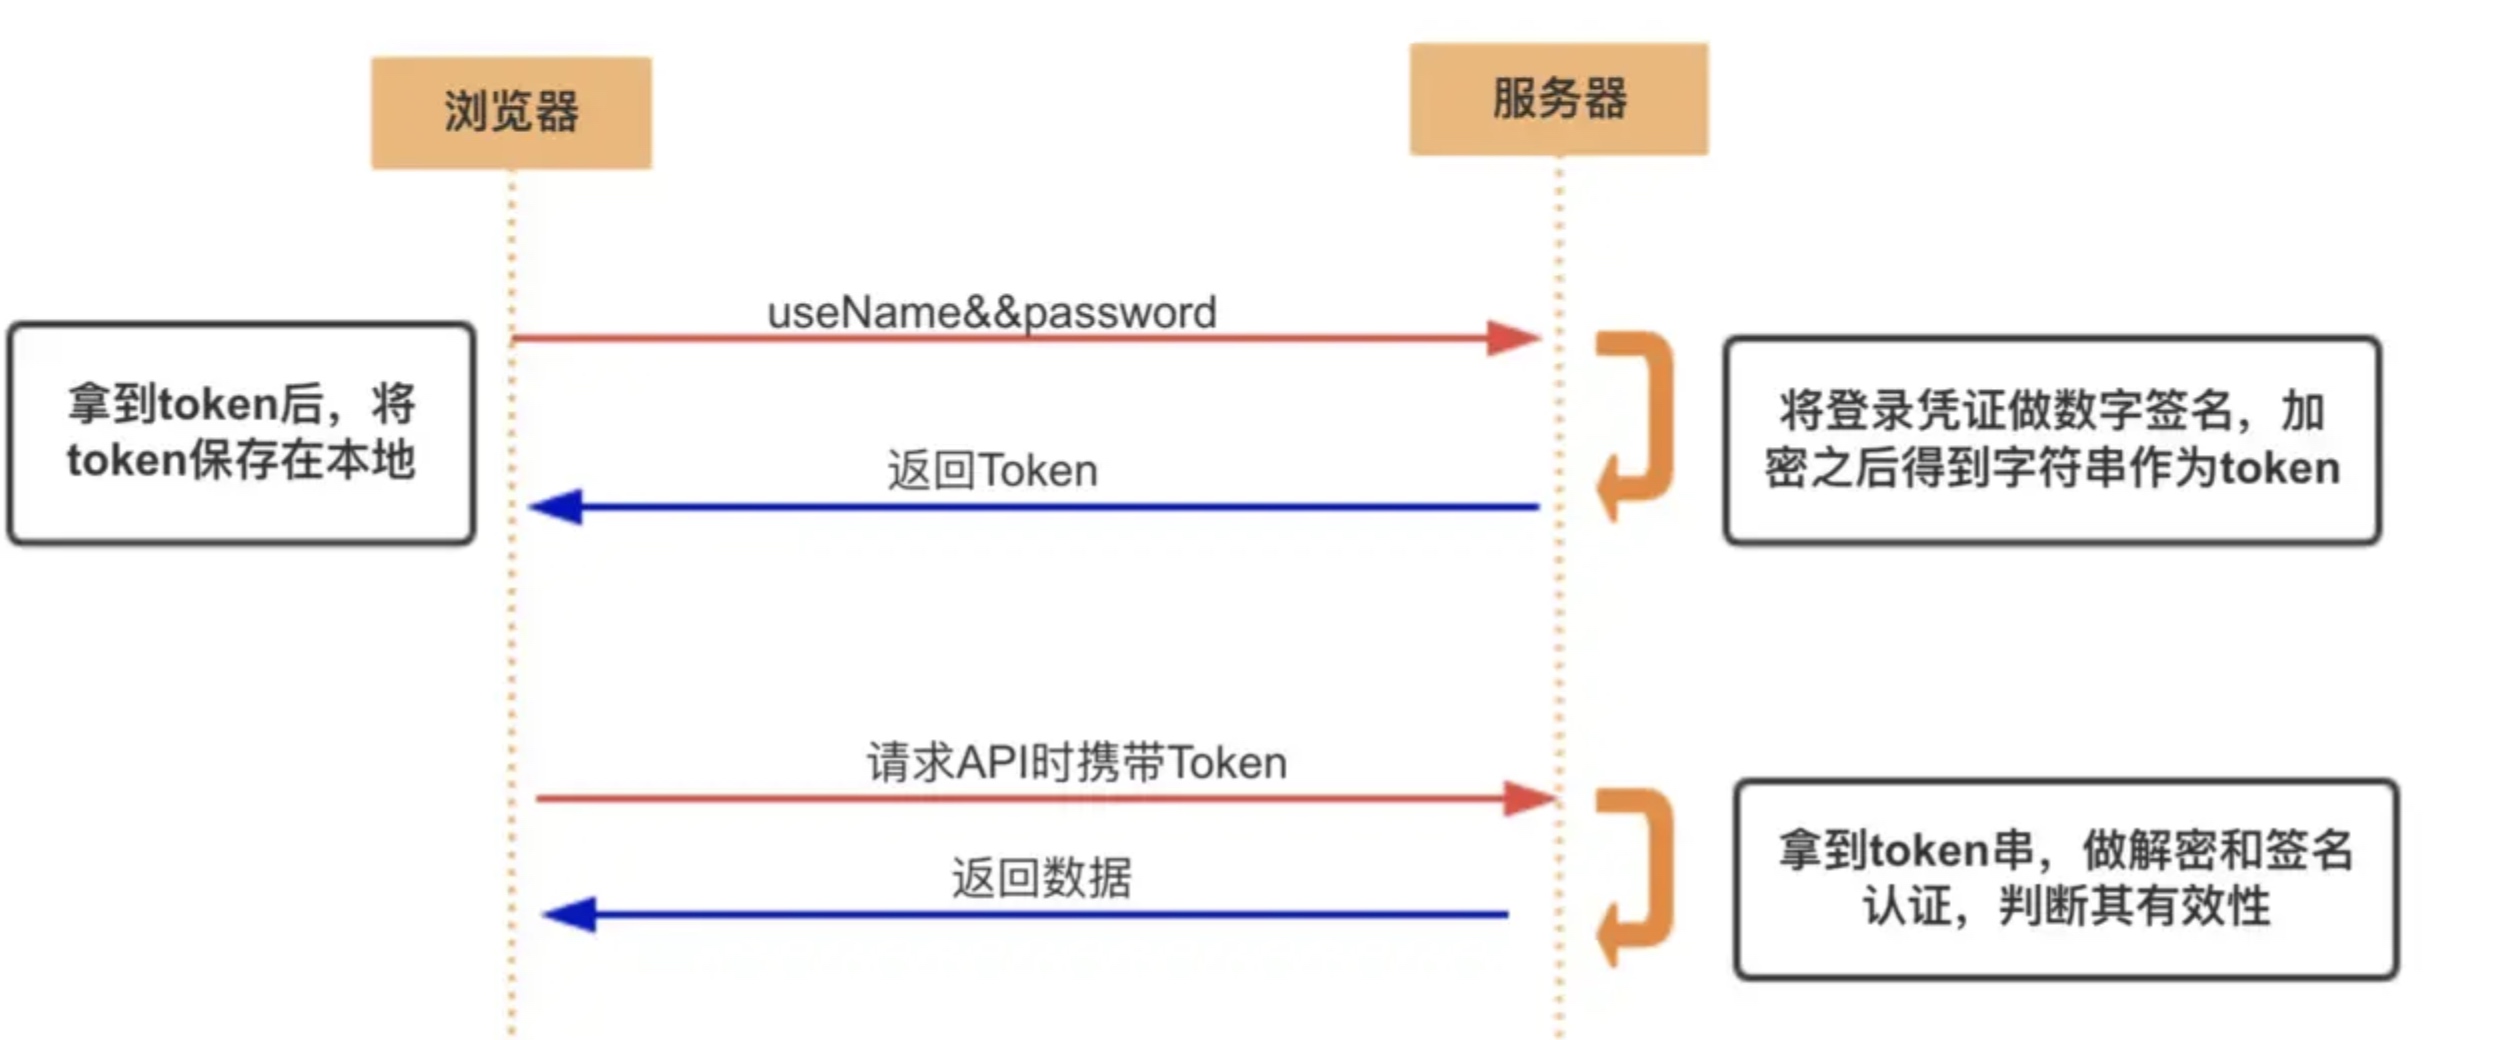 浏览器
服务器
useName&&password
拿到token后，将
token保存在本地
将登录凭证做数字签名，加
密之后得到字符串作为token
返回Token
请求API时携带Token
拿到token串，做解密和签名
认证，判断其有效性
返回数据